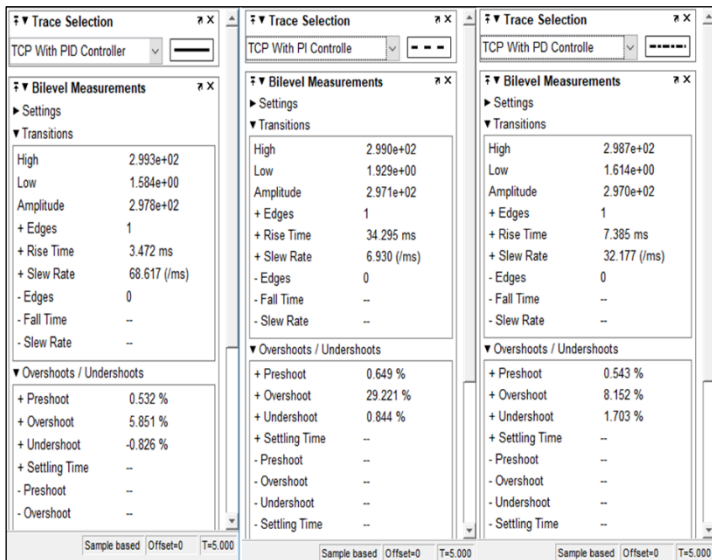 Trace Selection
TCP With PID Controller
Bilevel Measurements
Settings
Transitions
High 2.993e+02
Low 1.584e+00
Amplitude 2.978e+02
+ Edges 1
+ Rise Time 3.472 ms
+ Slew Rate 68.617 (/ms)
- Edges 0
- Fall Time --
- Slew Rate --
Overshoots / Undershoots
+ Preshoot 0.532 %
+ Overshoot 5.851 %
+ Undershoot -0.826 %
+ Settling Time --
- Preshoot --
- Overshoot --
Sample based Offset=0 T=5.000
Trace Selection
TCP With PI Controlle
Bilevel Measurements
Settings
Transitions
High 2.990e+02
Low 1.929e+00
Amplitude 2.971e+02
+ Edges 1
+ Rise Time 34.295 ms
+ Slew Rate 6.930 (/ms)
- Edges 0
- Fall Time --
- Slew Rate --
Overshoots / Undershoots
+ Preshoot 0.649 %
+ Overshoot 29.221 %
+ Undershoot 0.844 %
+ Settling Time --
- Preshoot --
- Overshoot --
- Undershoot --
- Settling Time --
Sample based Offset=0 T=5.000
Trace Selection
TCP With PD Controlle
Bilevel Measurements
Settings
Transitions
High 2.987e+02
Low 1.614e+00
Amplitude 2.970e+02
+ Edges 1
+ Rise Time 7.385 ms
+ Slew Rate 32.177 (/ms)
- Edges 0
- Fall Time --
- Slew Rate --
Overshoots / Undershoots
+ Preshoot 0.543 %
+ Overshoot 8.152 %
+ Undershoot 1.703 %
+ Settling Time --
- Preshoot --
- Overshoot --
- Undershoot --
- Settling Time --
Sample based Offset=0 T=5.000